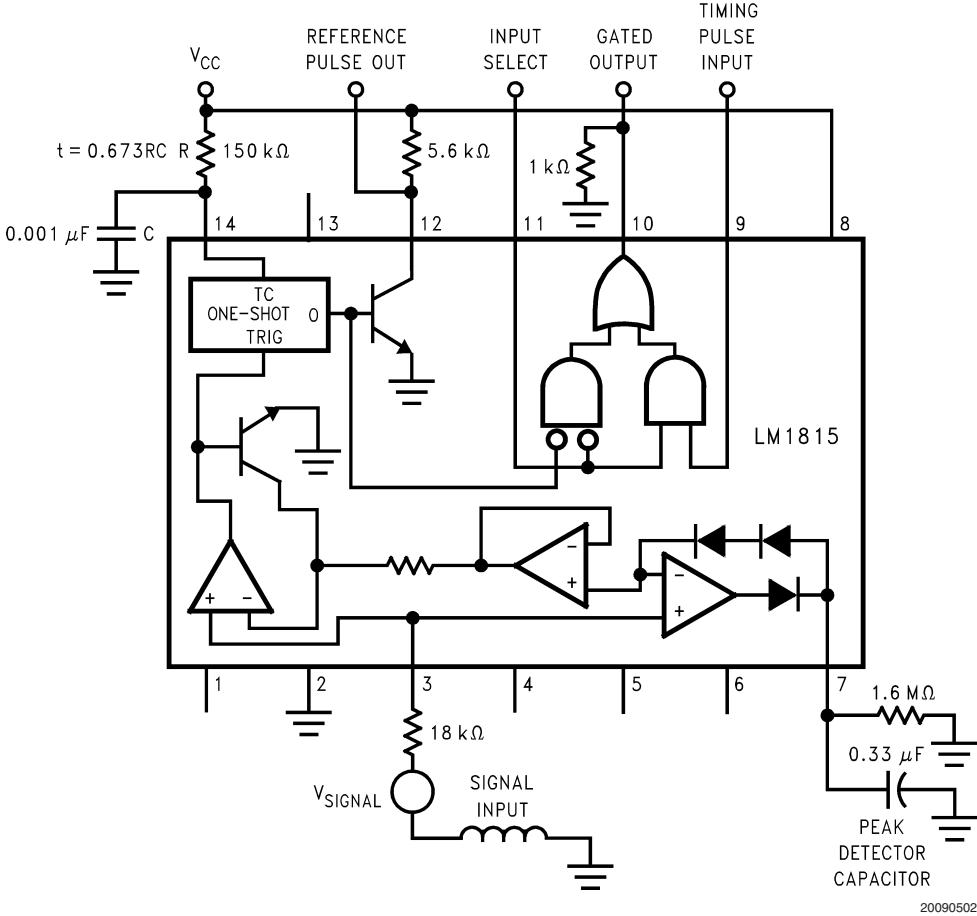 TIMING
PULSE
INPUT
REFERENCE
PULSE OUT
INPUT
SELECT
GATED
OUTPUT
VCC
t = 0.673RC R
150 kΩ
5.6 kΩ
1 kΩ
0.001 µF
C
14
13
12
11
10
9
8
TC
ONE-SHOT O
TRIG
LM1815
−
+
−
+
+
−
1
2
3
4
5
6
7
18 kΩ
1.6 MΩ
0.33 µF
VSIGNAL
SIGNAL
INPUT
PEAK
DETECTOR
CAPACITOR
20090502